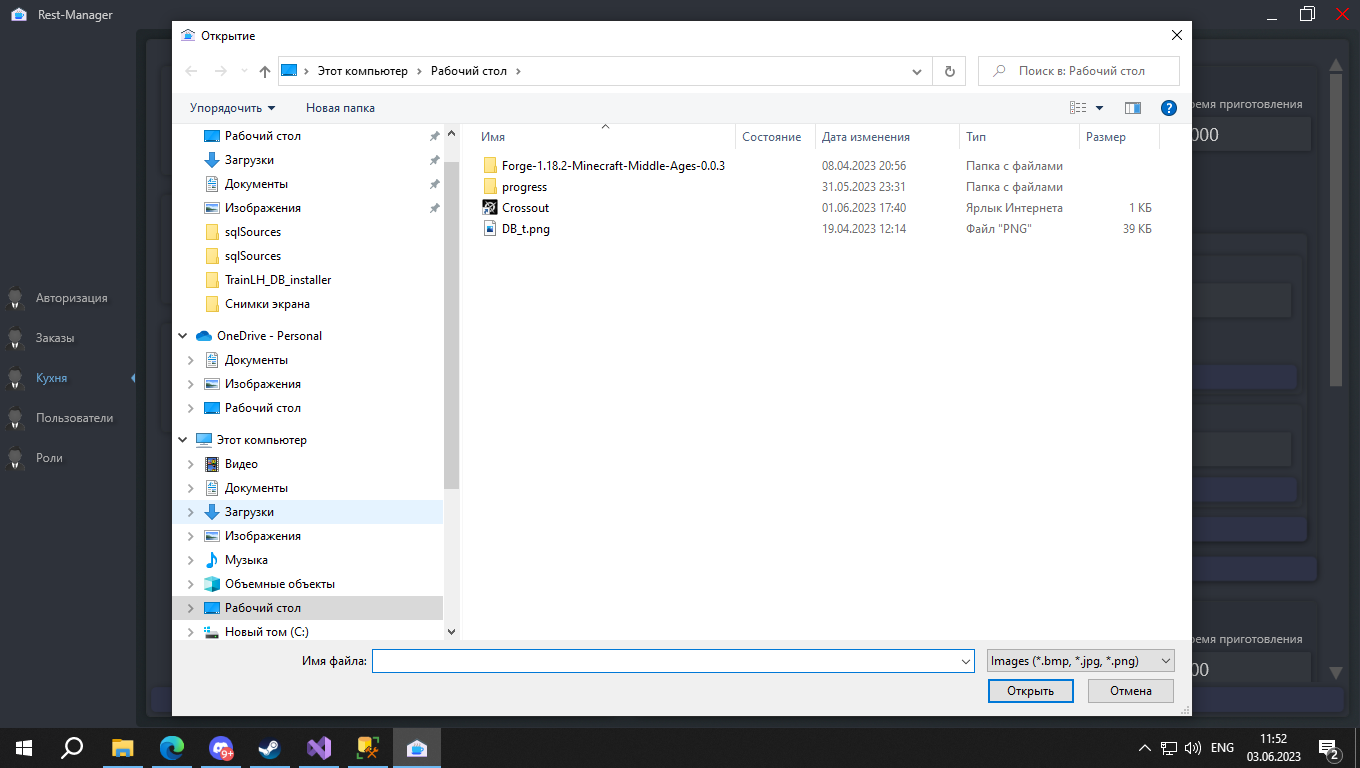 Rest-Manager
Открытие
Этот компьютер
Рабочий стол
Поиск в: Рабочий стол
Упорядочить
Новая папка
?
Рабочий стол
Загрузки
Документы
Изображения
sqlSources
sqlSources
TrainLH_DB_installer
Снимки экрана
OneDrive - Personal
Документы
Изображения
Рабочий стол
Этот компьютер
Видео
Документы
Загрузки
Изображения
Музыка
Объемные объекты
Рабочий стол
Новый том (C:)
Имя Состояние Дата изменения Тип Размер
Forge-1.18.2-Minecraft-Middle-Ages-0.0.3 08.04.2023 20:56 Папка с файлами
progress 31.05.2023 23:31 Папка с файлами
Crossout 01.06.2023 17:40 Ярлык Интернета 1 КБ
DB_t.png 19.04.2023 12:14 Файл "PNG" 39 КБ
Имя файла:
Images (*.bmp, *.jpg, *.png)
Открыть
Отмена
Авторизация
Заказы
Кухня
Пользователи
Роли
ремя приготовления
000
ремя приготовления
00
9+
ENG
11:52
03.06.2023
2